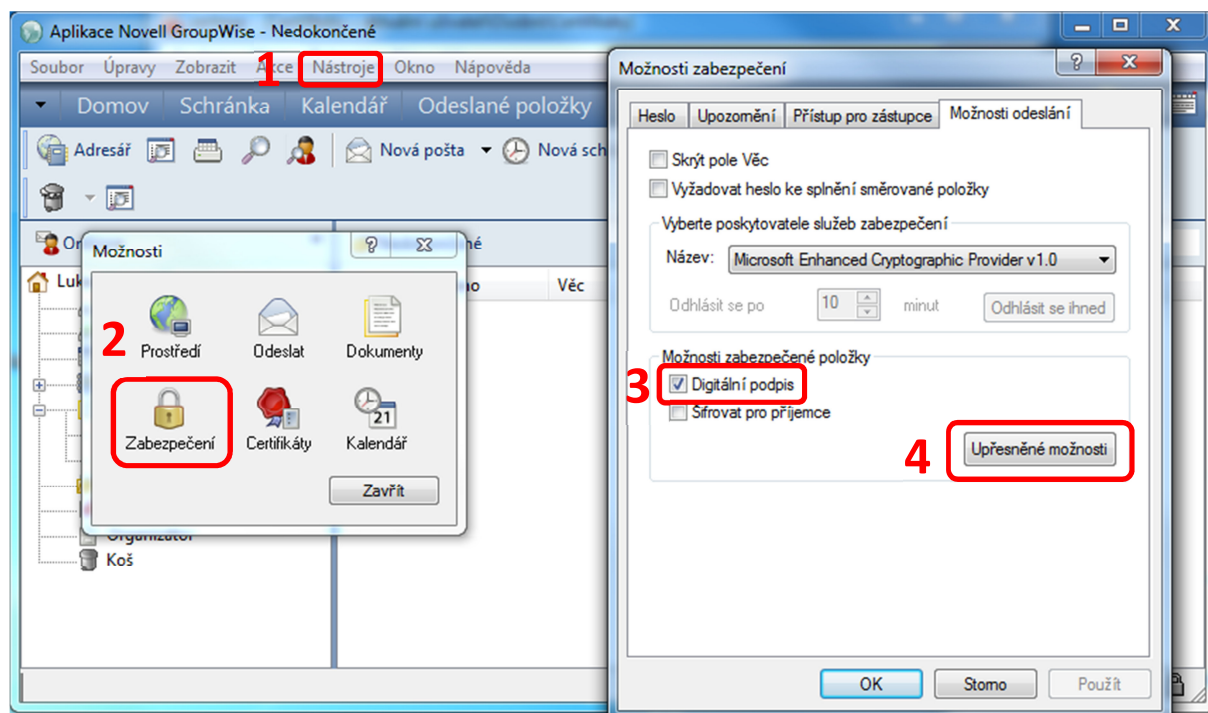 Aplikace Novell GroupWise - Nedokončené
1
Soubor Úpravy Zobrazit Akce Nástroje Okno Nápověda
Domov Schránka Kalendář Odeslané položky
Adresář Nová pošta Nová sch
Věc
Luk
Organizátor
Koš
Možnosti
2
Prostředí Odeslat Dokumenty
21
Zabezpečení Certifikáty Kalendář
Zavřít
Možnosti zabezpečení
Heslo Upozornění Přístup pro zástupce Možnosti odeslání
Skrýt pole Věc
Vyžadovat heslo ke splnění směrované položky
Vyberte poskytovatele služeb zabezpečení
Název: Microsoft Enhanced Cryptographic Provider v1.0
Odhlásit se po 10 minut Odhlásit se ihned
Možnosti zabezpečené položky
3 Digitální podpis
Šifrovat pro příjemce
4 Upřesněné možnosti
OK Storno Použít